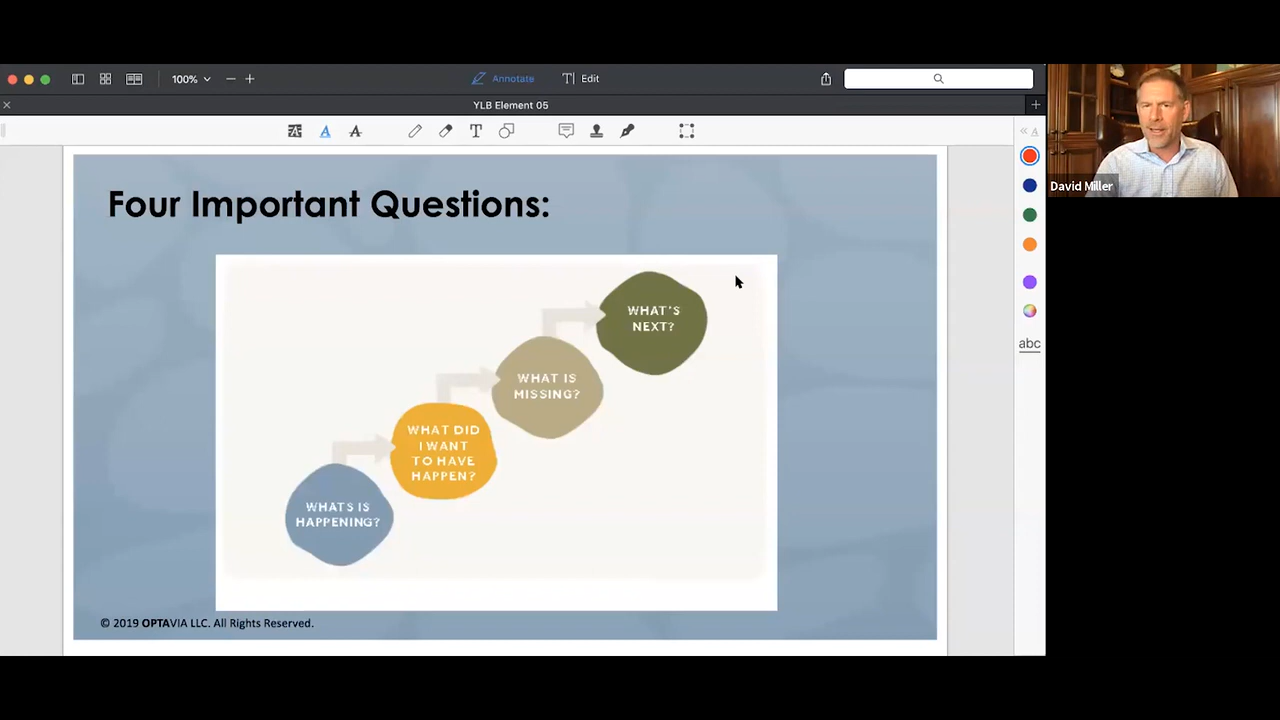 100%
Annotate
Edit
YLB Element 05
Four Important Questions:
WHAT'S
NEXT?
WHAT IS
MISSING?
WHAT DID
I WANT
TO HAVE
HAPPEN?
WHATS IS
HAPPENING?
© 2019 OPTAVIA LLC. All Rights Reserved.
abc
David Miller